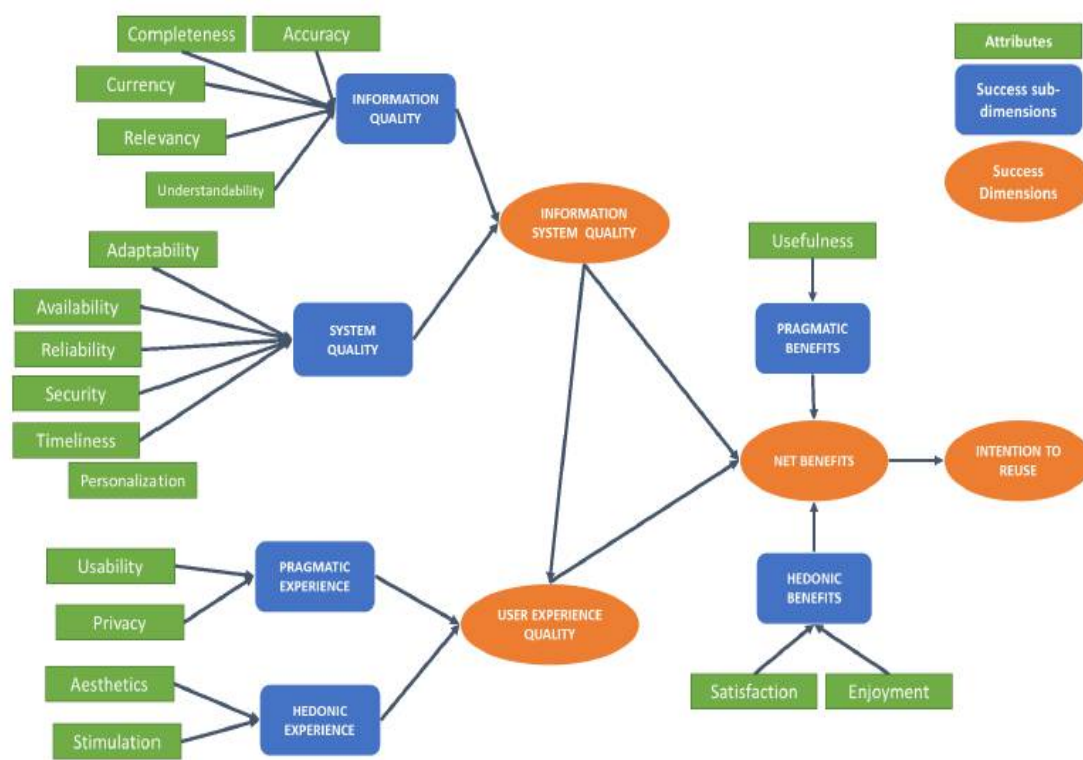 Completeness
Accuracy
Currency
Relevancy
Understandability
INFORMATION
QUALITY
Adaptability
Availability
Reliability
Security
Timeliness
Personalization
SYSTEM
QUALITY
INFORMATION
SYSTEM QUALITY
Usability
Privacy
PRAGMATIC
EXPERIENCE
Aesthetics
Stimulation
HEDONIC
EXPERIENCE
USER EXPERIENCE
QUALITY
Attributes
Success sub-
dimensions
Success
Dimensions
Usefulness
PRAGMATIC
BENEFITS
NET BENEFITS
INTENTION TO
REUSE
HEDONIC
BENEFITS
Satisfaction
Enjoyment